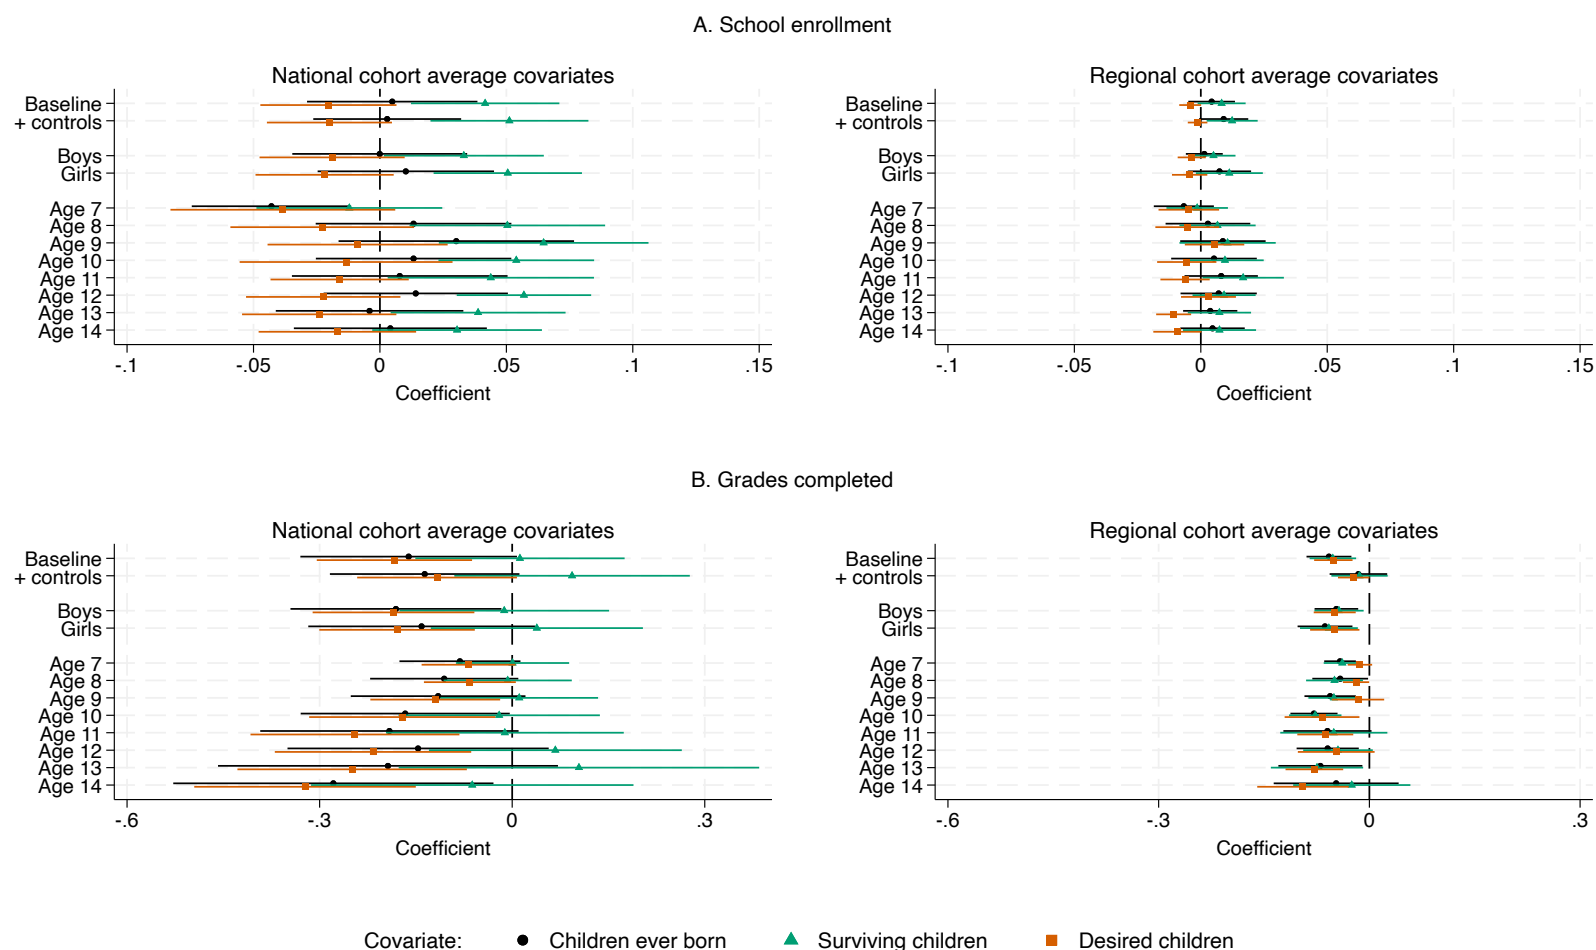 A. School enrollment
National cohort average covariates
Baseline
+ controls
Boys
Girls
Age 7
Age 8
Age 9
Age 10
Age 11
Age 12
Age 13
Age 14
-.1 -.05 0 .05 .1 .15
Coefficient
Regional cohort average covariates
Baseline
+ controls
Boys
Girls
Age 7
Age 8
Age 9
Age 10
Age 11
Age 12
Age 13
Age 14
-.1 -.05 0 .05 .1 .15
Coefficient
B. Grades completed
National cohort average covariates
Baseline
+ controls
Boys
Girls
Age 7
Age 8
Age 9
Age 10
Age 11
Age 12
Age 13
Age 14
-.6 -.3 0 .3
Coefficient
Regional cohort average covariates
Baseline
+ controls
Boys
Girls
Age 7
Age 8
Age 9
Age 10
Age 11
Age 12
Age 13
Age 14
-.6 -.3 0 .3
Coefficient
Covariate: Children ever born Surviving children Desired children